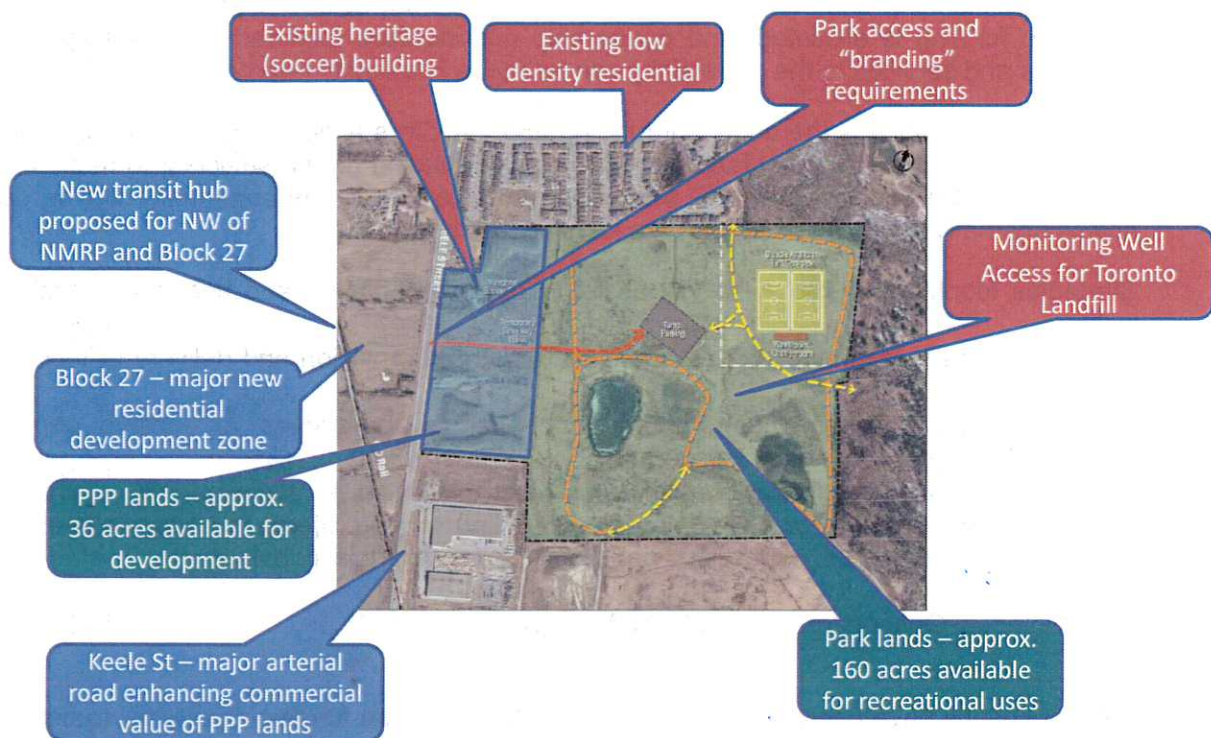 Existing heritage
(soccer) building
Existing low
density residential
Park access and
“branding”
requirements
New transit hub
proposed for NW of
NMRP and Block 27
Monitoring Well
Access for Toronto
Landfill
Block 27 – major new
residential
development zone
PPP lands – approx.
36 acres available for
development
Keele St – major arterial
road enhancing commercial
value of PPP lands
Park lands – approx.
160 acres available
for recreational uses
KEELE STREET
Parking